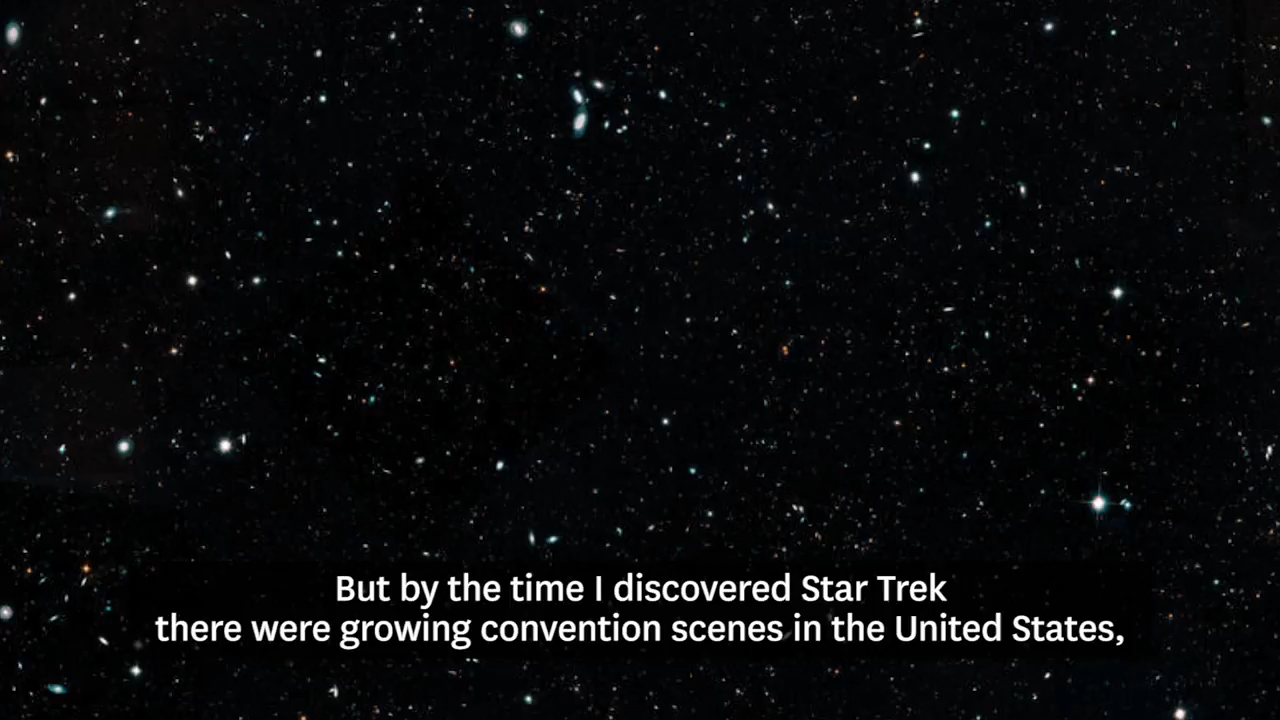 But by the time I discovered Star Trek
there were growing convention scenes in the United States,